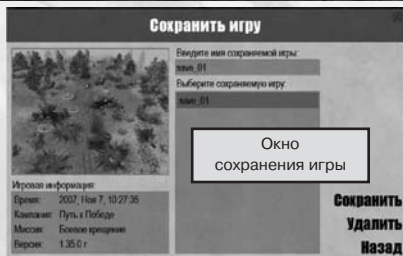 Сохранить игру
Введите имя сохраняемой игры:
save_01
Выберите сохраняемую игру:
save_01
Окно
сохранения игры
Игровая информация:
Время: 2007, Ноя 7, 10:27:35
Кампания: Путь к Победе
Миссия: Боевое крещение
Версия: 1.35.0 r
Сохранить
Удалить
Назад